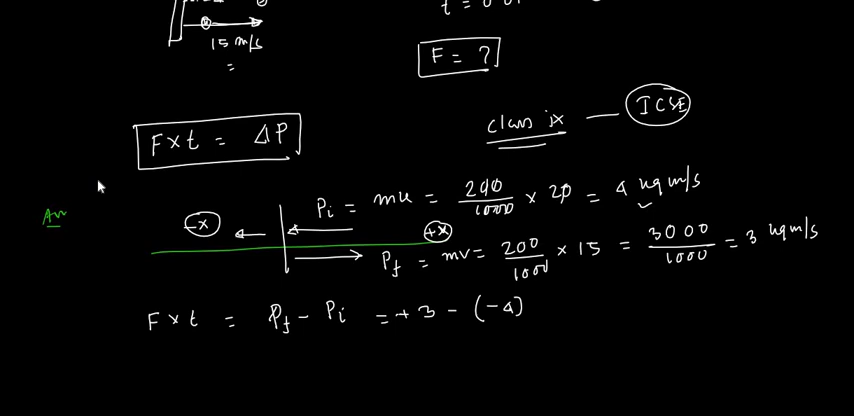 15 m/s
=
F = ?
F × t = ΔP
Class ix — ICSE
An
-X
Pi = mu = 200/1000 × 20 = 4 kg m/s
+X
Pf = mv = 200/1000 × 15 = 3000/1000 = 3 kg m/s
F × t = Pf - Pi = +3 - (-4)